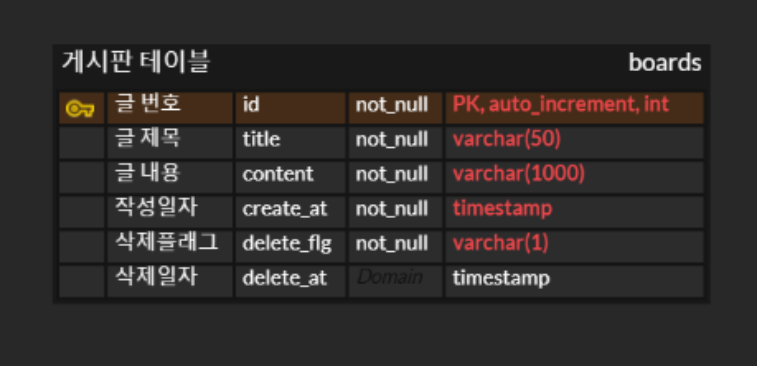 게시판 테이블 boards
글 번호 id not_null PK, auto_increment, int
글 제목 title not_null varchar(50)
글 내용 content not_null varchar(1000)
작성일자 create_at not_null timestamp
삭제플래그 delete_flg not_null varchar(1)
삭제일자 delete_at Domain timestamp